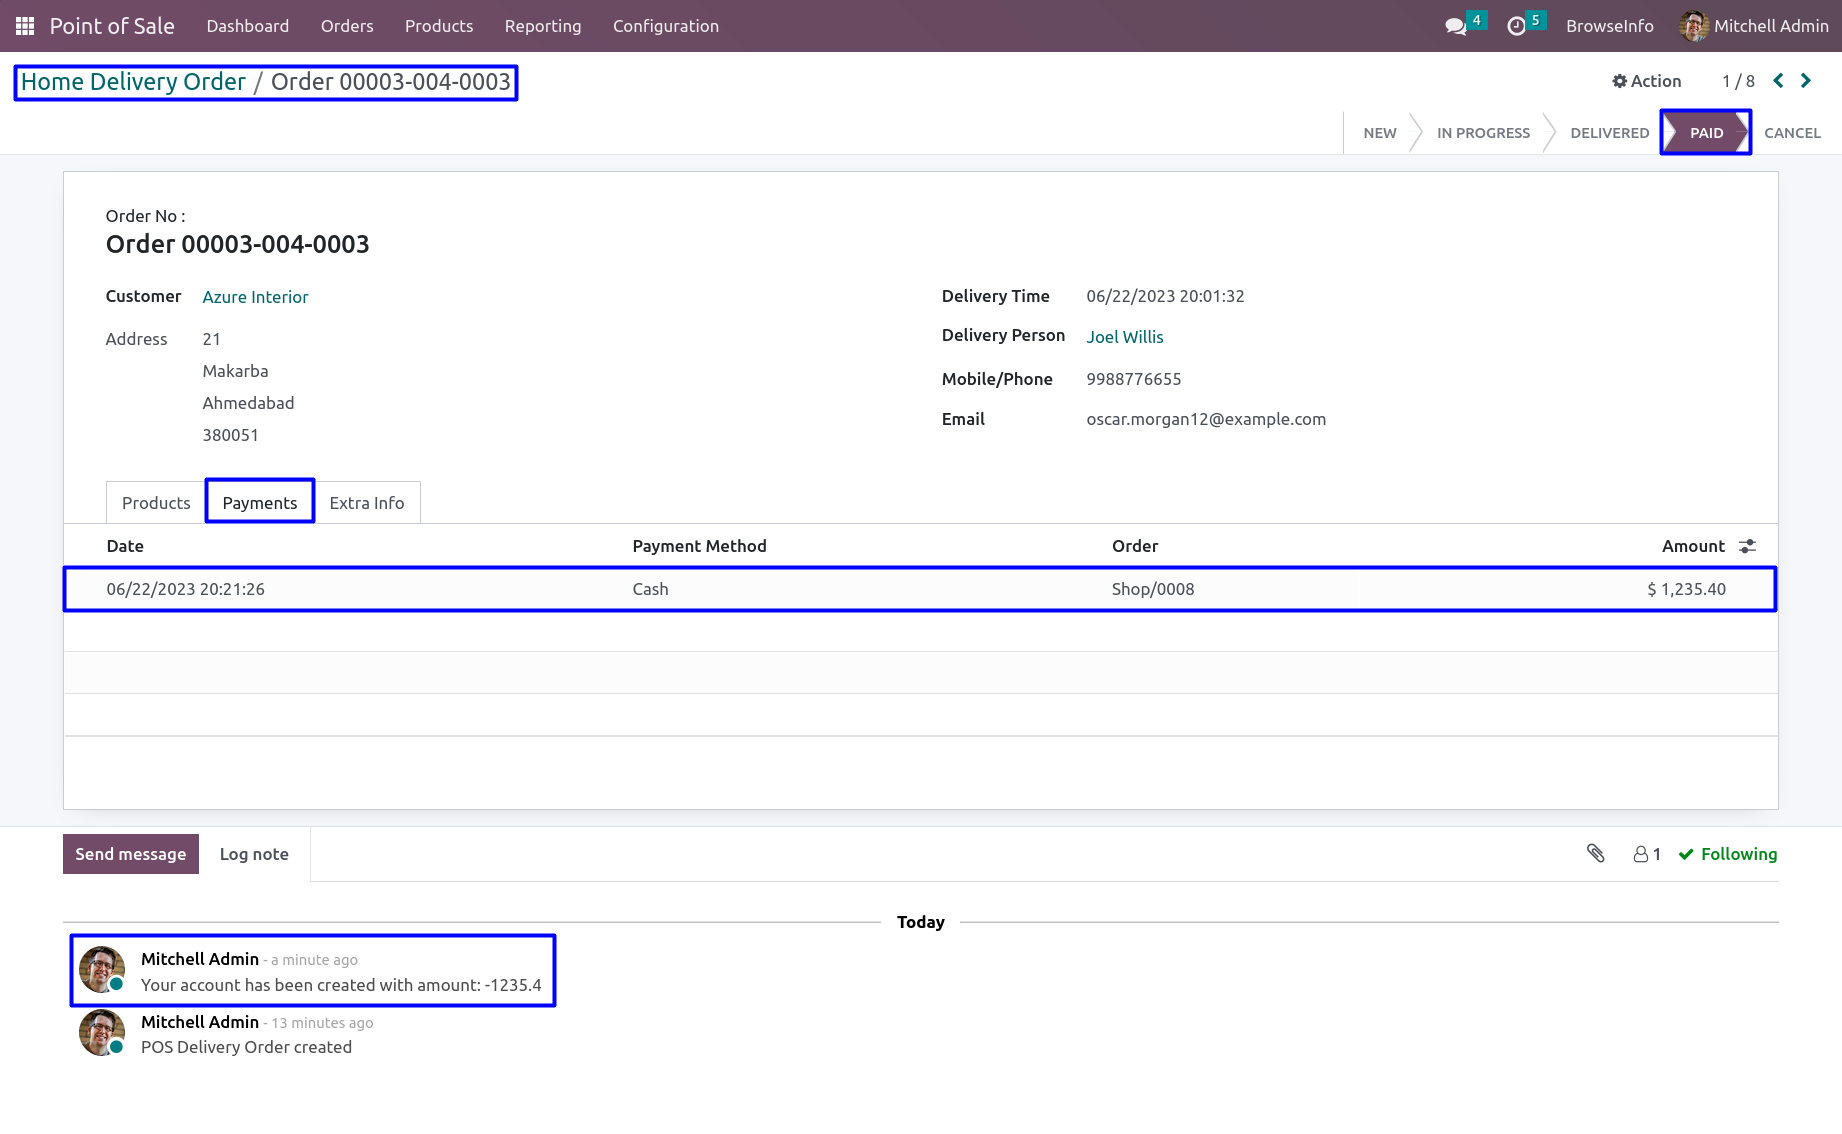 Point of Sale Dashboard Orders Products Reporting Configuration 4 5 BrowseInfo Mitchell Admin
Home Delivery Order / Order 00003-004-0003 Action 1 / 8
NEW IN PROGRESS DELIVERED PAID CANCEL
Order No :
Order 00003-004-0003
Customer Azure Interior
Address 21
Makarba
Ahmedabad
380051
Delivery Time 06/22/2023 20:01:32
Delivery Person Joel Willis
Mobile/Phone 9988776655
Email oscar.morgan12@example.com
Products Payments Extra Info
Date Payment Method Order Amount
06/22/2023 20:21:26 Cash Shop/0008 $ 1,235.40
Send message Log note 1 Following
Today
Mitchell Admin - a minute ago
Your account has been created with amount: -1235.4
Mitchell Admin - 13 minutes ago
POS Delivery Order created